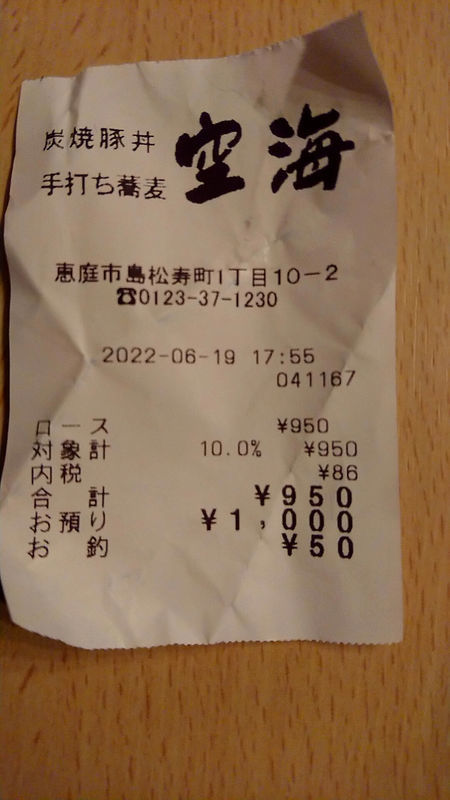 炭焼豚丼
手打ち蕎麦
空海
恵庭市島松寿町1丁目10-2
☎0123-37-1230
2022-06-19 17:55
041167
ロース ¥950
対象計 10.0% ¥950
内税 ¥86
合計 ¥950
お預り ¥1,000
お釣 ¥50